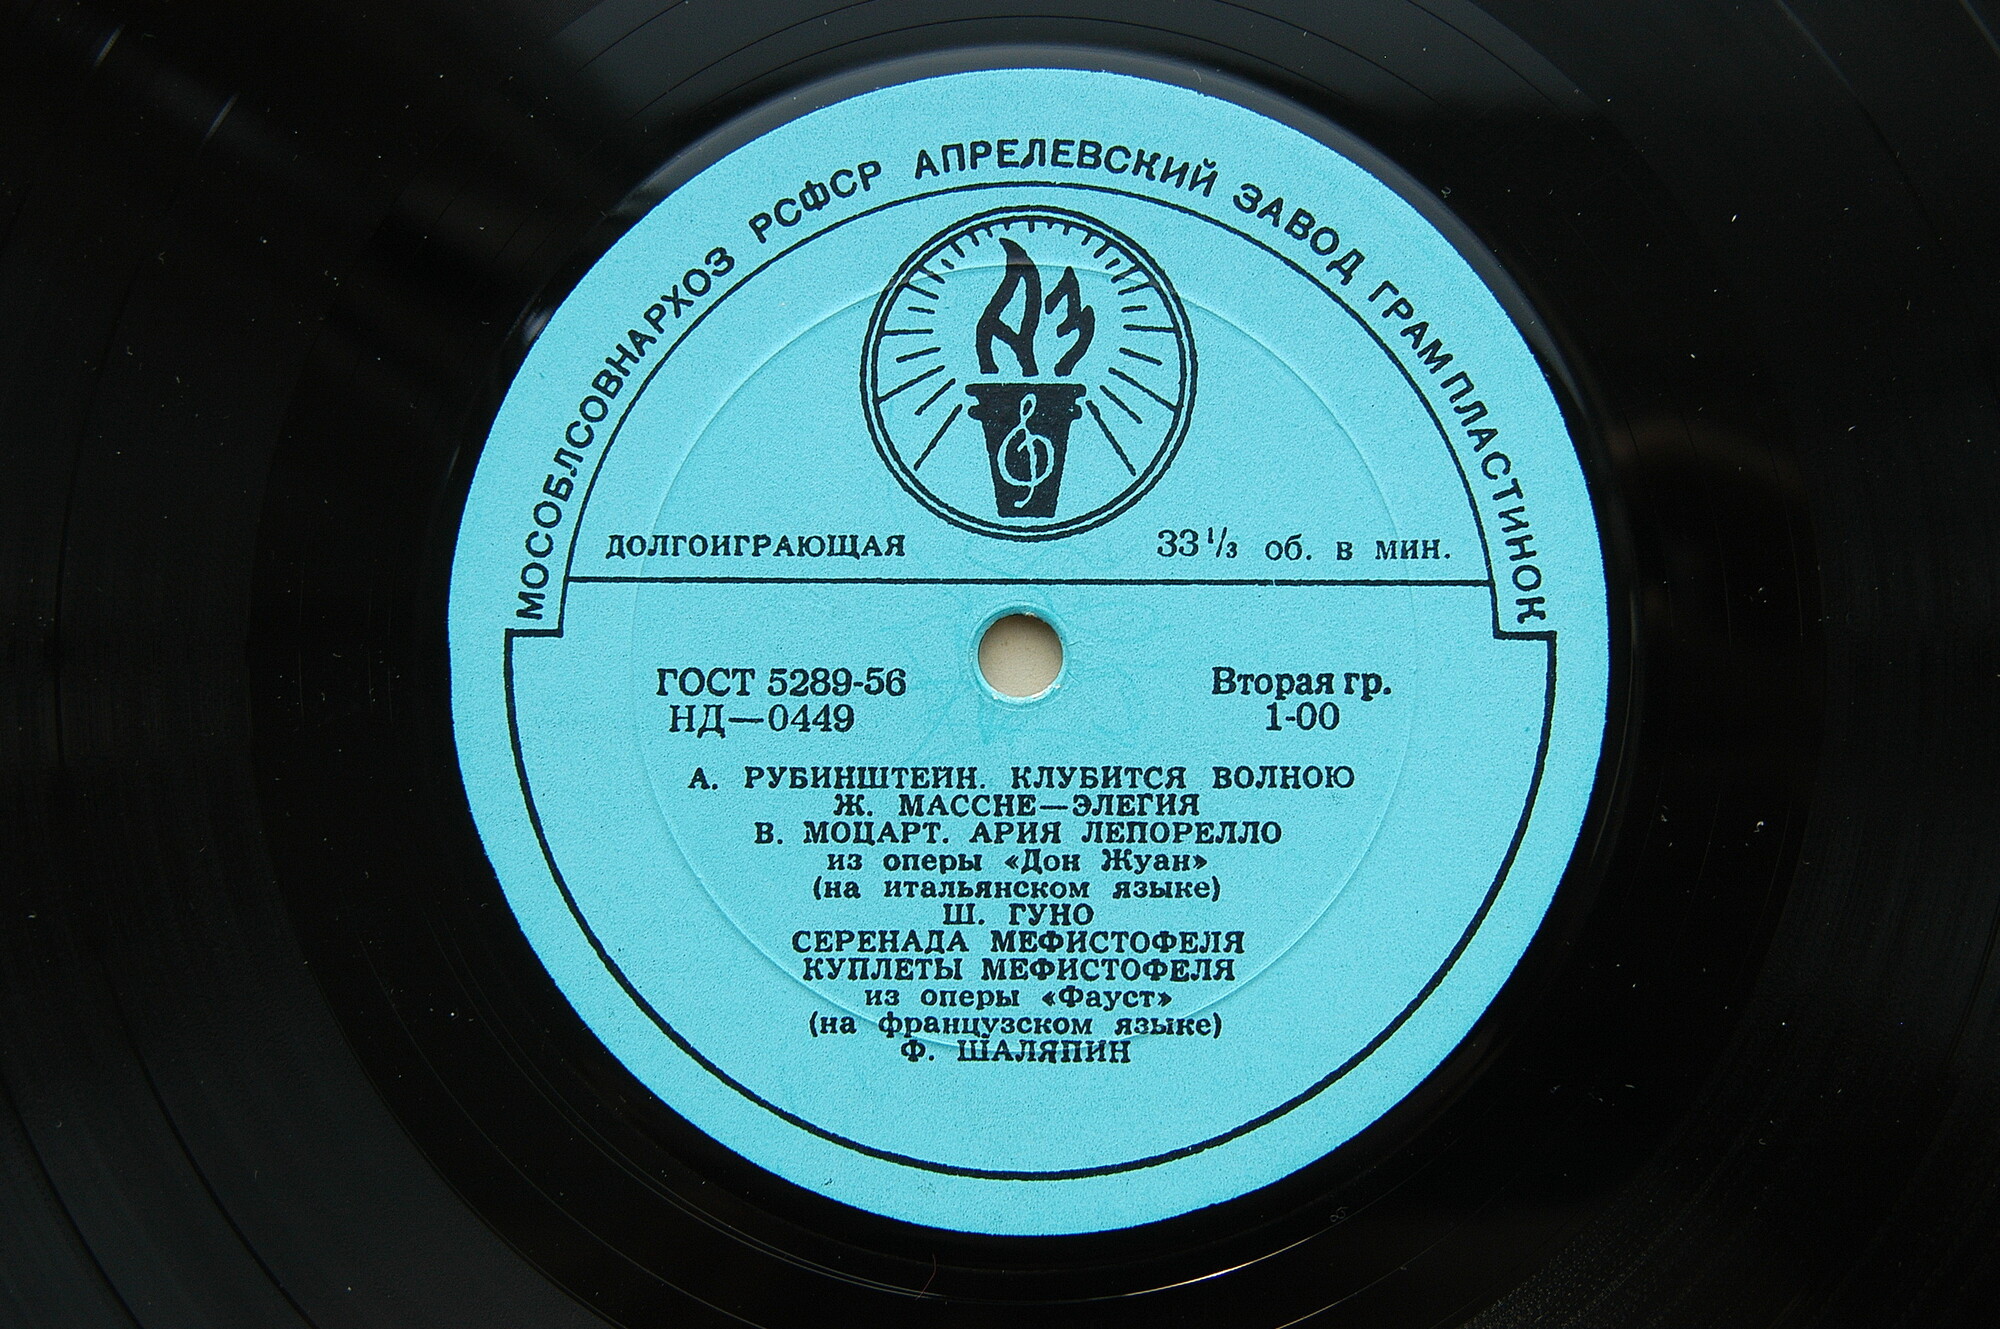 МОСОБЛСОВНАРХОЗ РСФСР АПРЕЛЕВСКИЙ ЗАВОД ГРАМПЛАСТИНОК
АЗ
ДОЛГОИГРАЮЩАЯ 33 1/3 об. в мин.
ГОСТ 5289-56 Вторая гр.
НД—0449 1-00
А. РУБИНШТЕЙН. КЛУБИТСЯ ВОЛНОЮ
Ж. МАССНЕ—ЭЛЕГИЯ
В. МОЦАРТ. АРИЯ ЛЕПОРЕЛЛО
из оперы «Дон Жуан»
(на итальянском языке)
Ш. ГУНО
СЕРЕНАДА МЕФИСТОФЕЛЯ
КУПЛЕТЫ МЕФИСТОФЕЛЯ
из оперы «Фауст»
(на французском языке)
Ф. ШАЛЯПИН